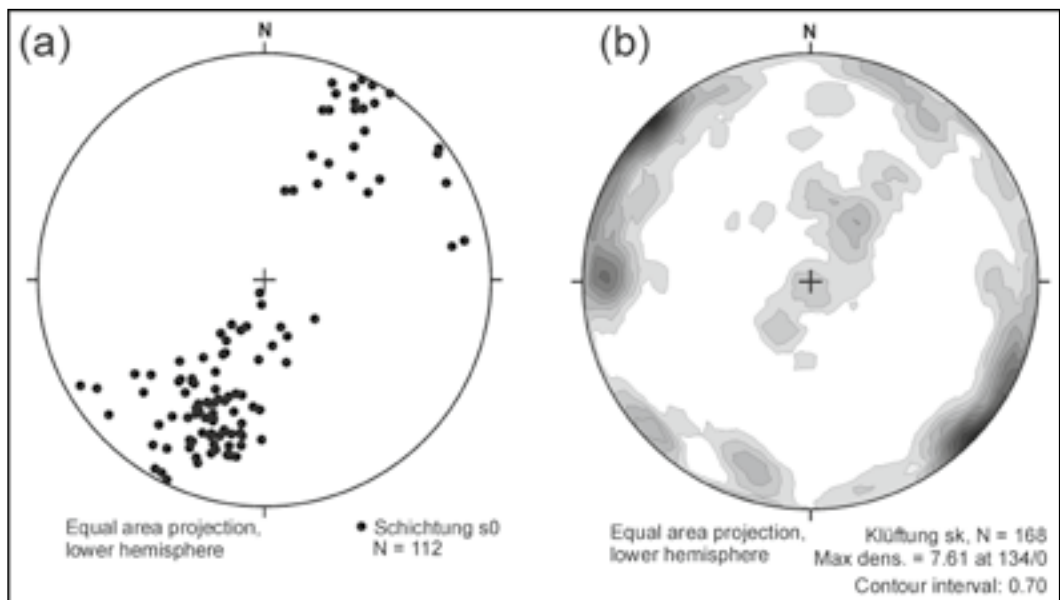 (a)
N
Equal area projection,
lower hemisphere
Schichtung s0
N = 112
(b)
N
Equal area projection,
lower hemisphere
Klüftung sk, N = 168
Max dens. = 7.61 at 134/0
Contour interval: 0.70